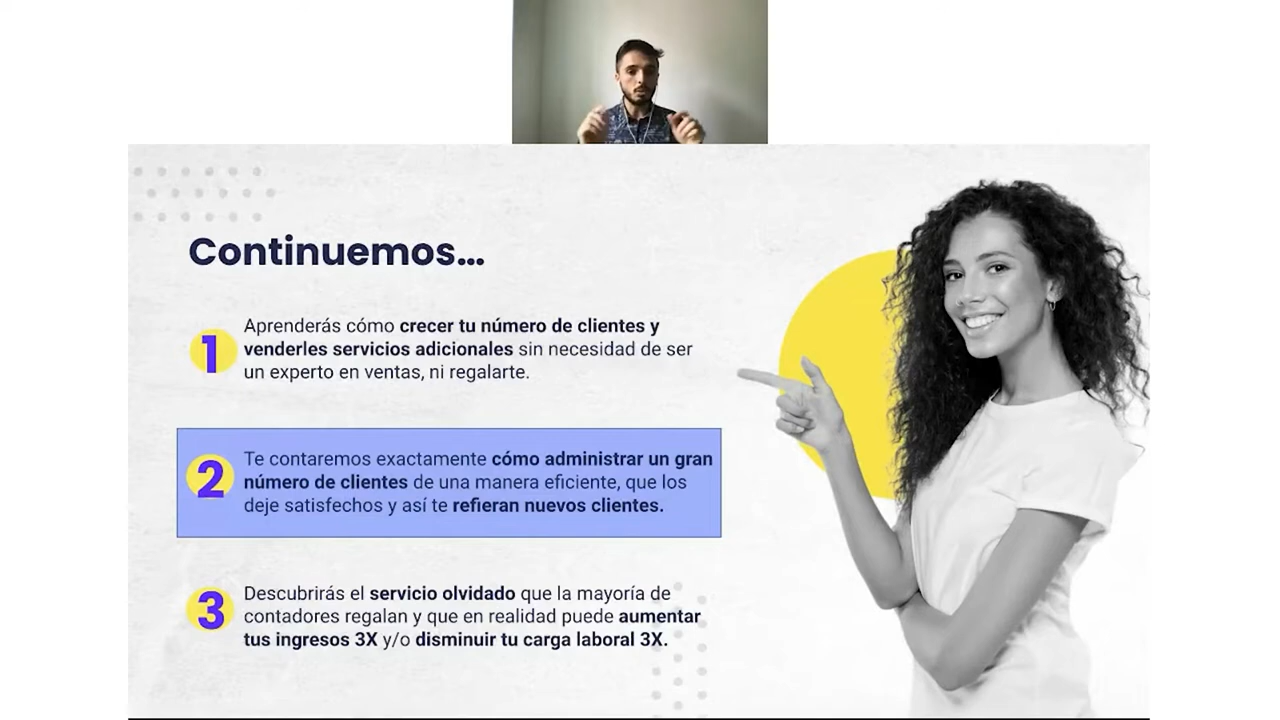 Continuemos...
1
Aprenderás cómo crecer tu número de clientes y
venderles servicios adicionales sin necesidad de ser
un experto en ventas, ni regalarte.
2
Te contaremos exactamente cómo administrar un gran
número de clientes de una manera eficiente, que los
deje satisfechos y así te refieran nuevos clientes.
3
Descubrirás el servicio olvidado que la mayoría de
contadores regalan y que en realidad puede aumentar
tus ingresos 3X y/o disminuir tu carga laboral 3X.